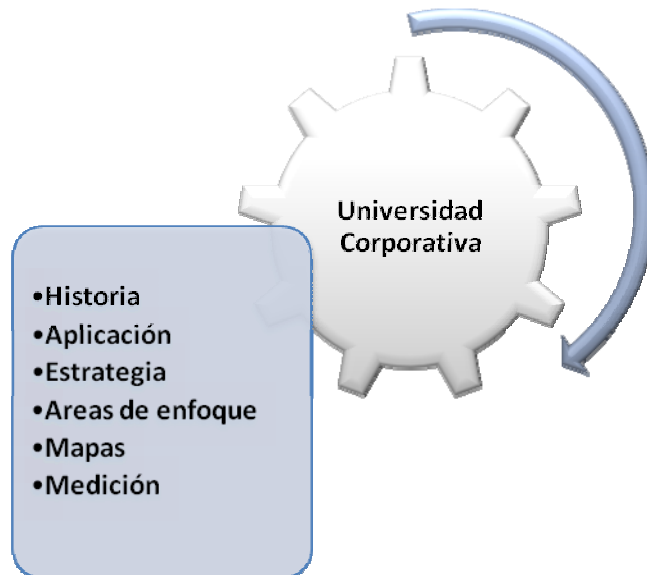 Universidad
Corporativa
•Historia
•Aplicación
•Estrategia
•Areas de enfoque
•Mapas
•Medición